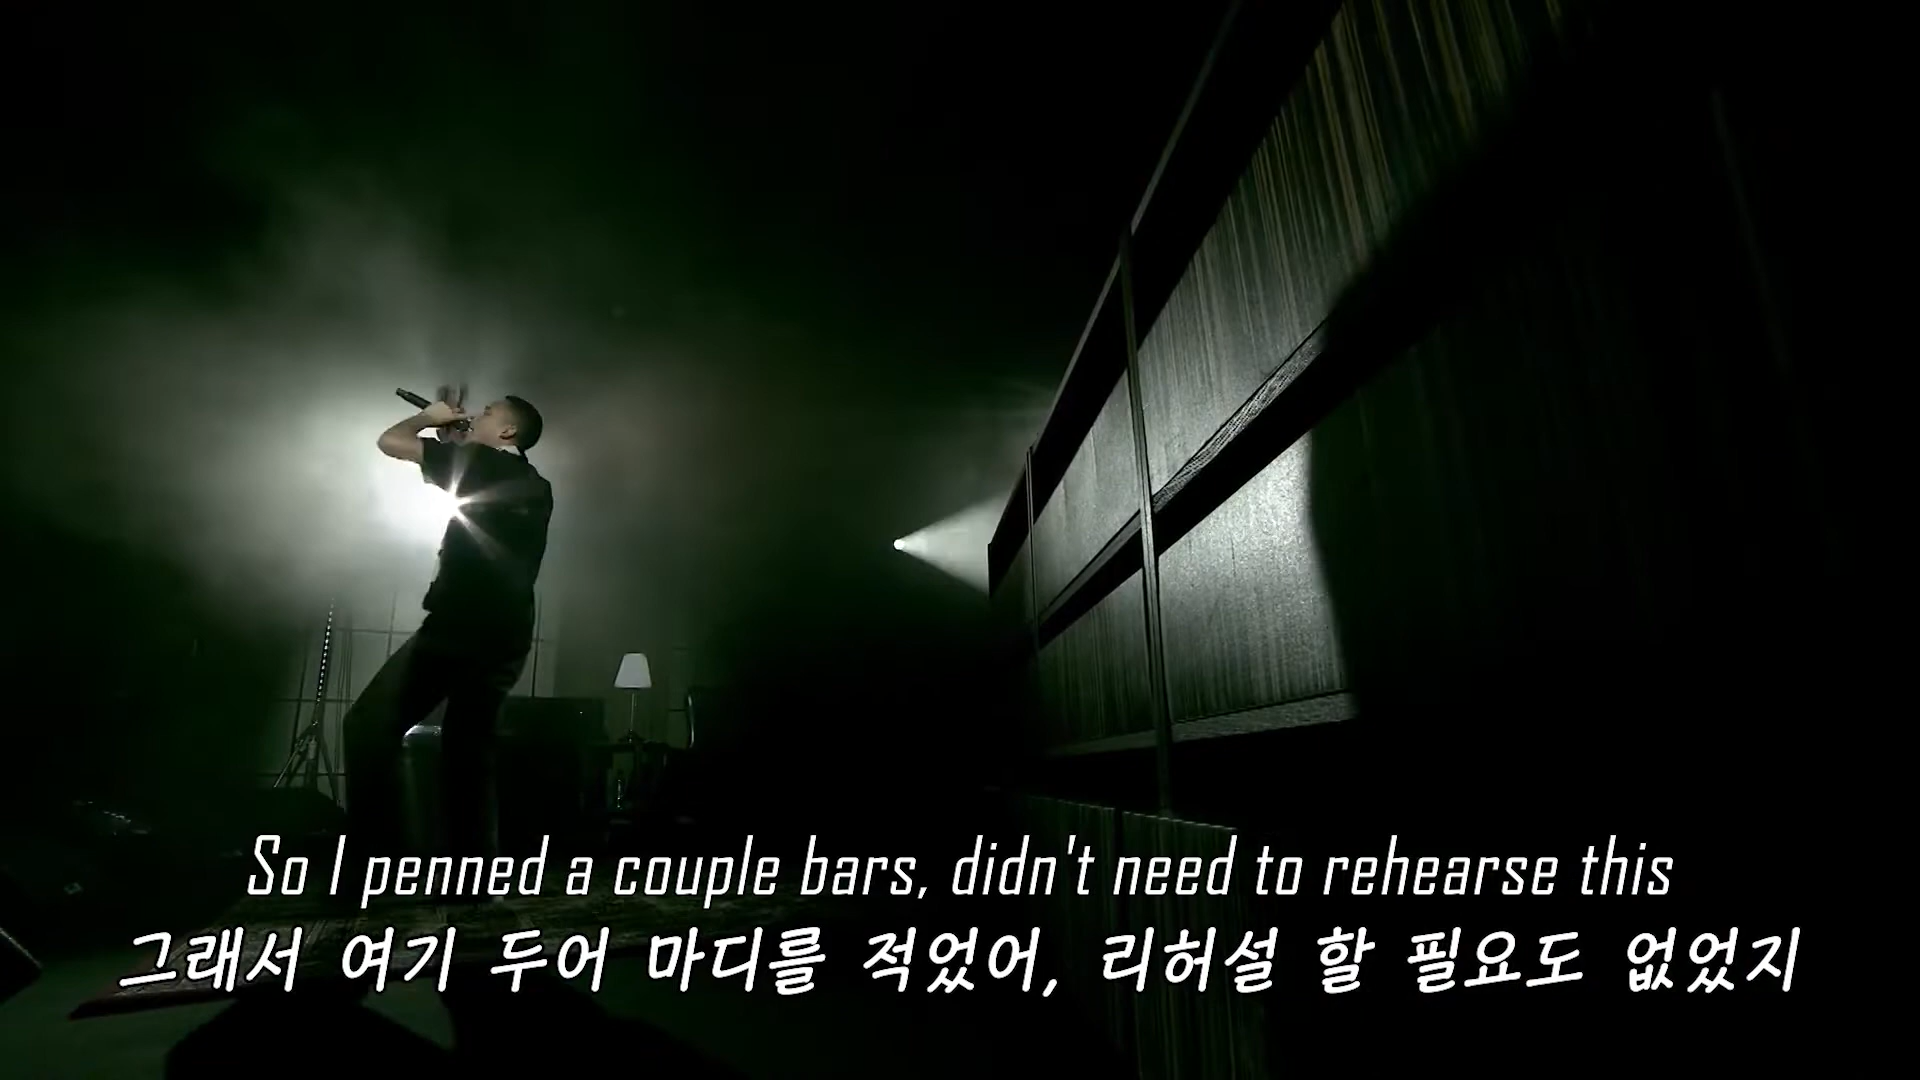 So I penned a couple bars, didn't need to rehearse this
그래서 여기 두어 마디를 적었어, 리허설 할 필요도 없었지